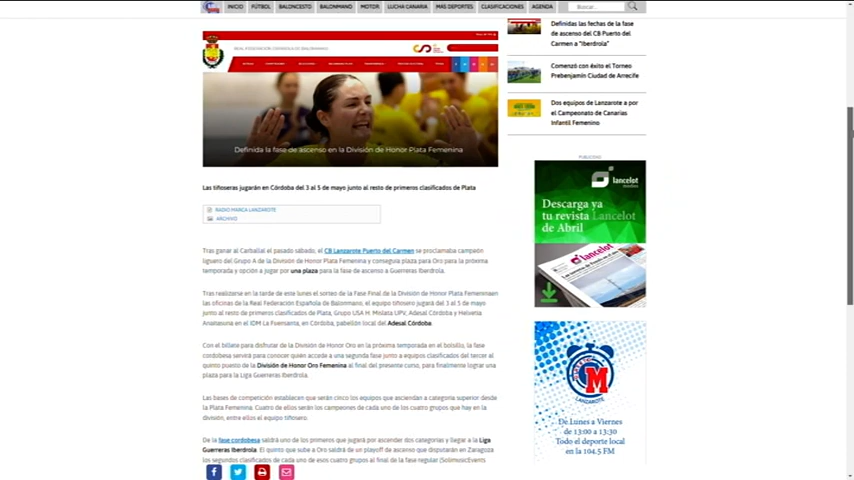 INICIO FÚTBOL BALONCESTO BALONMANO MOTOR LUCHA CANARIA MÁS DEPORTES CLASIFICACIONES AGENDA Buscar...
REAL FEDERACIÓN ESPAÑOLA DE BALONMANO
Definida la fase de ascenso en la División de Honor Plata Femenina
Las tiñoseras jugarán en Córdoba del 3 al 5 de mayo junto al resto de primeros clasificados de Plata
RADIO MARCA LANZAROTE
ARCHIVO
Tras ganar al Carballal el pasado sábado, el CB Lanzarote Puerto del Carmen se proclamaba campeón
liguero del Grupo A de la División de Honor Plata Femenina y conseguía plaza para Oro para la próxima
temporada y opción a jugar por una plaza para la fase de ascenso a Guerreras Iberdrola.
Tras realizarse en la tarde de este lunes el sorteo de la Fase Final de la División de Honor Plata Femeninaen
las oficinas de la Real Federación Española de Balonmano, el equipo tiñosero jugará del 3 al 5 de mayo
junto al resto de primeros clasificados de Plata, Grupo USA H. Mislata UPV, Adesal Córdoba y Helvetia
Anaitasuna en el IDM La Fuensanta, en Córdoba, pabellón local del Adesal Córdoba.
Con el billete para disfrutar de la División de Honor Oro en la próxima temporada en el bolsillo, la fase
cordobesa servirá para conocer quién accede a una segunda fase junto a equipos clasificados del tercer al
quinto puesto de la División de Honor Oro Femenina al final del presente curso, para finalmente lograr una
plaza para la Liga Guerreras Iberdrola.
Las bases de competición establecen que serán cinco los equipos que asciendan a categoría superior desde
la Plata Femenina. Cuatro de ellos serán los campeones de cada uno de los cuatro grupos que hay en la
división, entre ellos el equipo tiñosero.
De la fase cordobesa saldrá uno de los primeros que jugará por ascender dos categorías y llegar a la Liga
Guerreras Iberdrola. El quinto que sube a Oro saldrá de un playoff de ascenso que disputarán en Zaragoza
los segundos clasificados de cada uno de esos cuatro grupos al final de la fase regular (SolimosicEvents
Definidas las fechas de la fase
de ascenso del CB Puerto del
Carmen a "Iberdrola"
Comenzó con éxito el Torneo
Prebenjamín Ciudad de Arrecife
Dos equipos de Lanzarote a por
el Campeonato de Canarias
Infantil Femenino
PUBLICIDAD
lancelot
Descarga ya
tu revista Lancelot
de Abril
lancelot
M
LANZAROTE
De Lunes a Viernes
de 13:00 a 13:30
Todo el deporte local
en la 104.5 FM